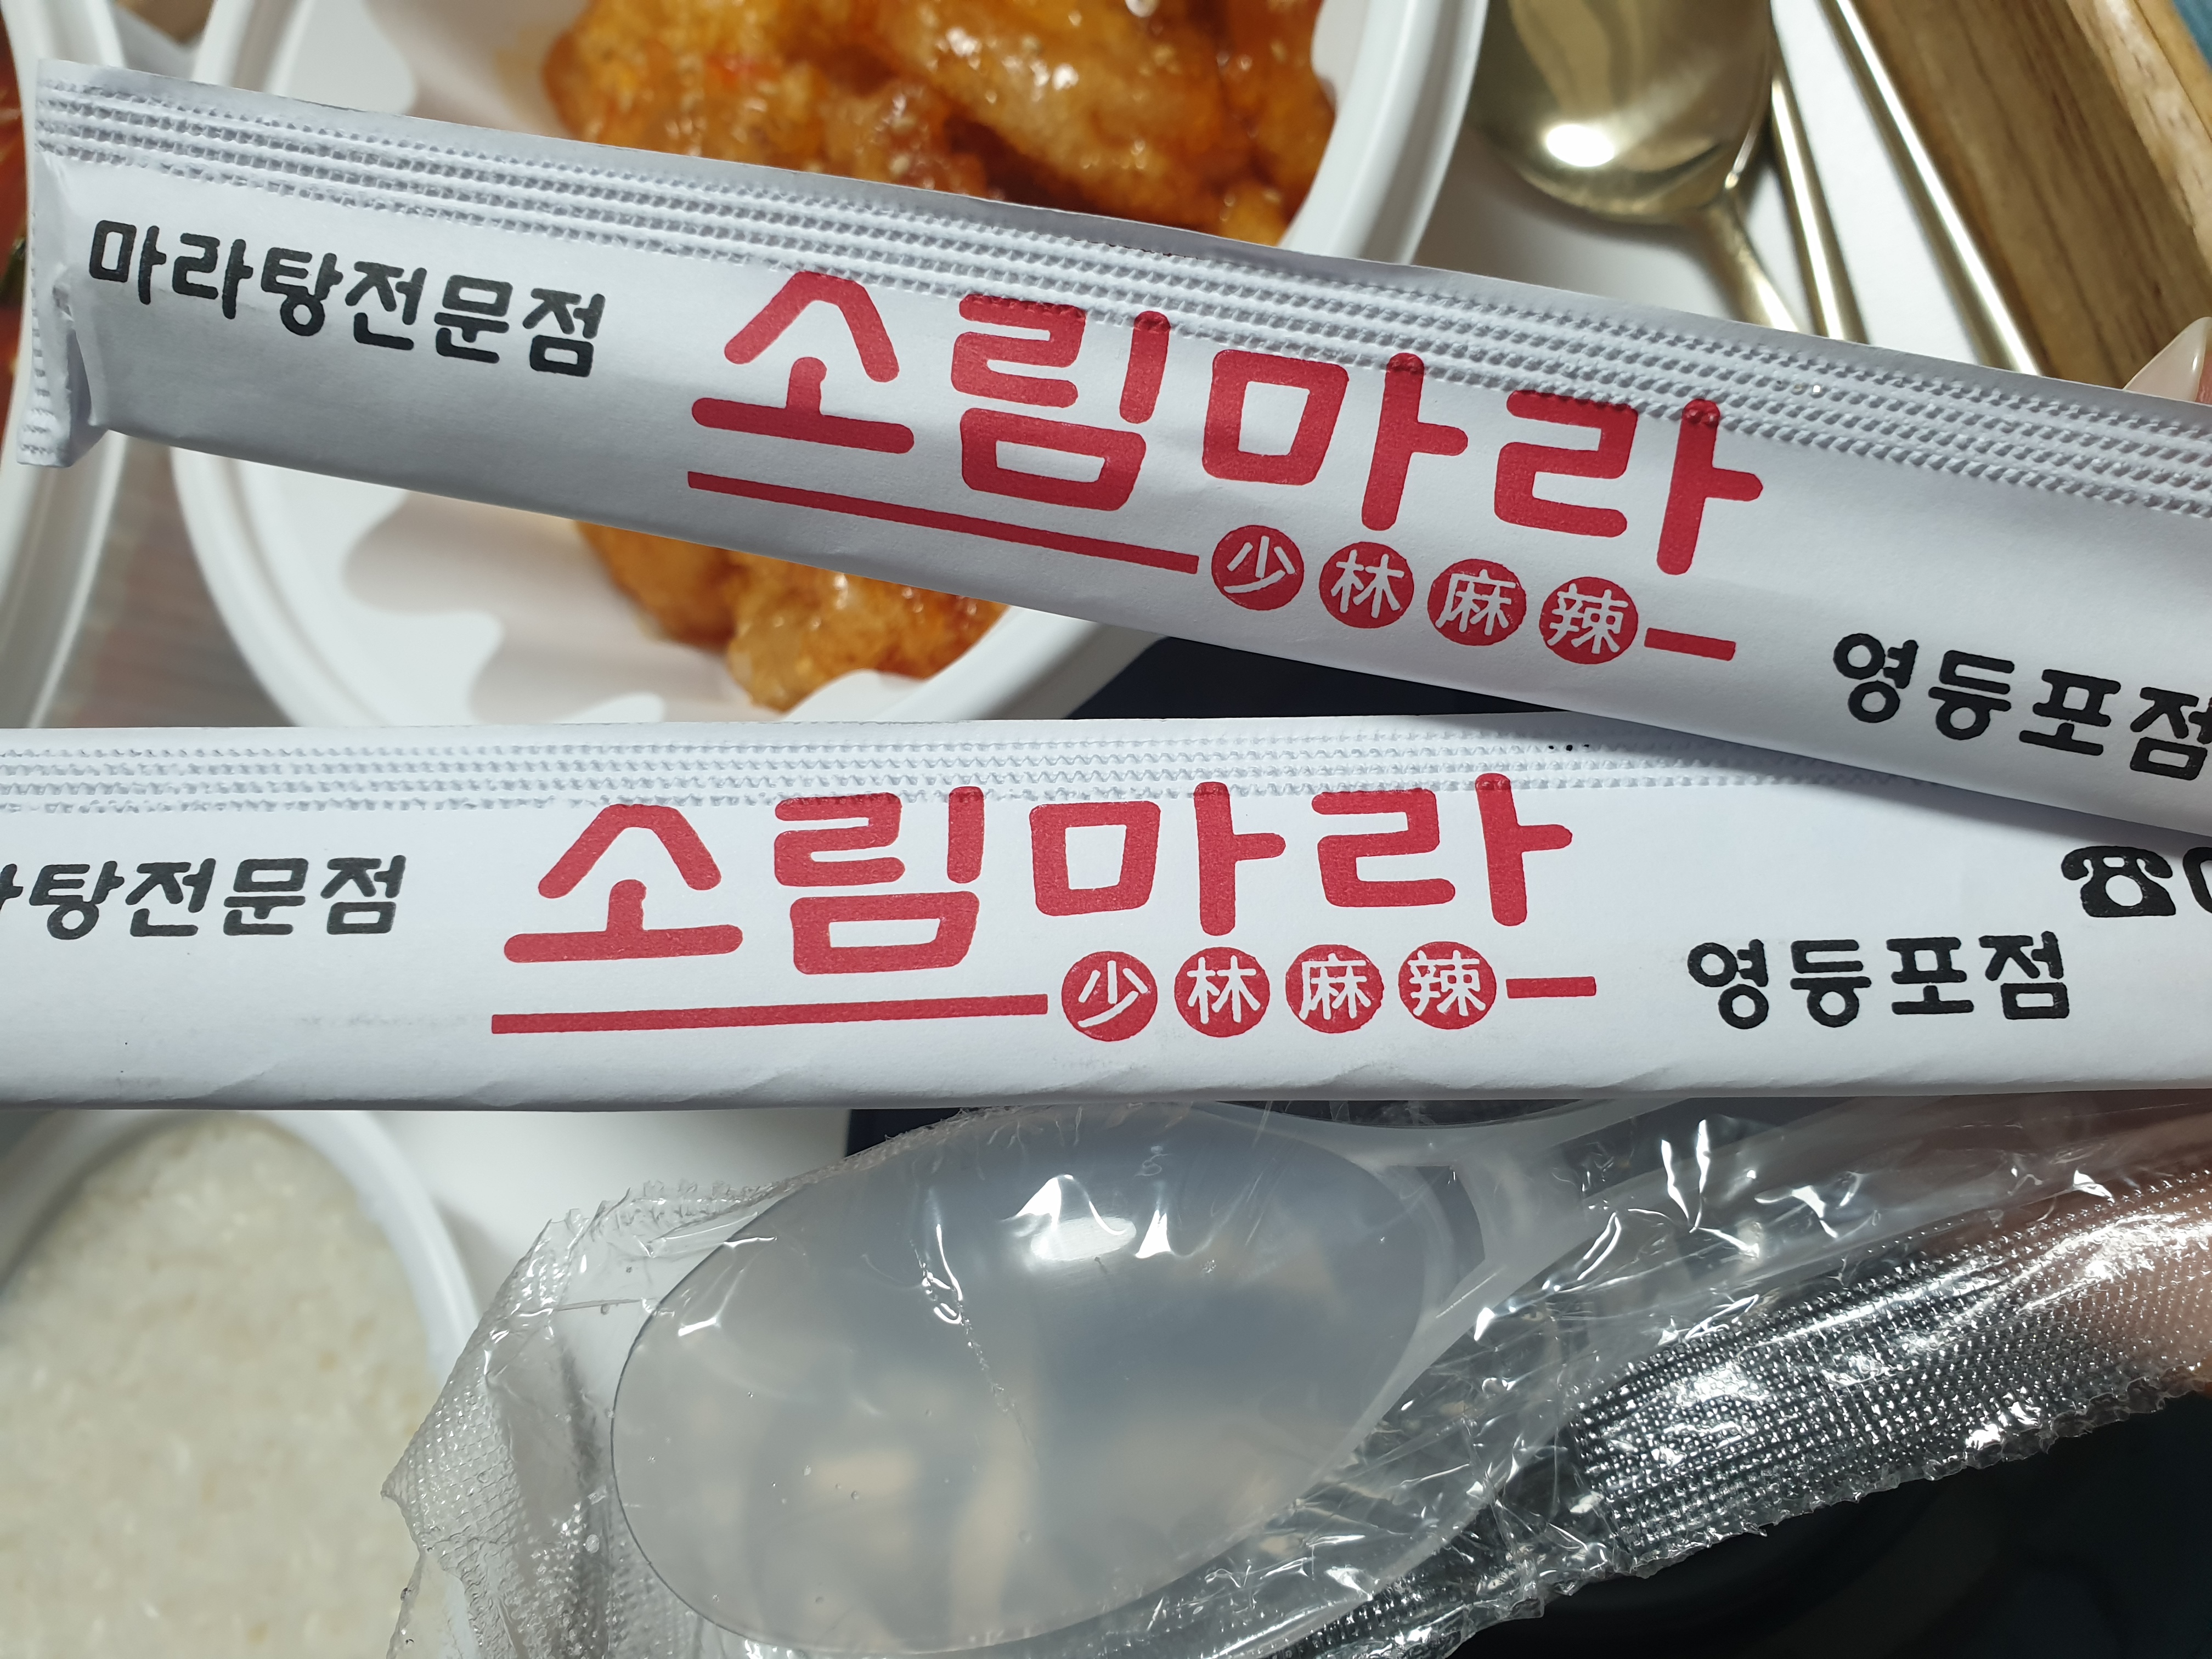 마라탕전문점
소림마라
少林麻辣
영등포점
탕전문점
소림마라
少林麻辣
영등포점
☎